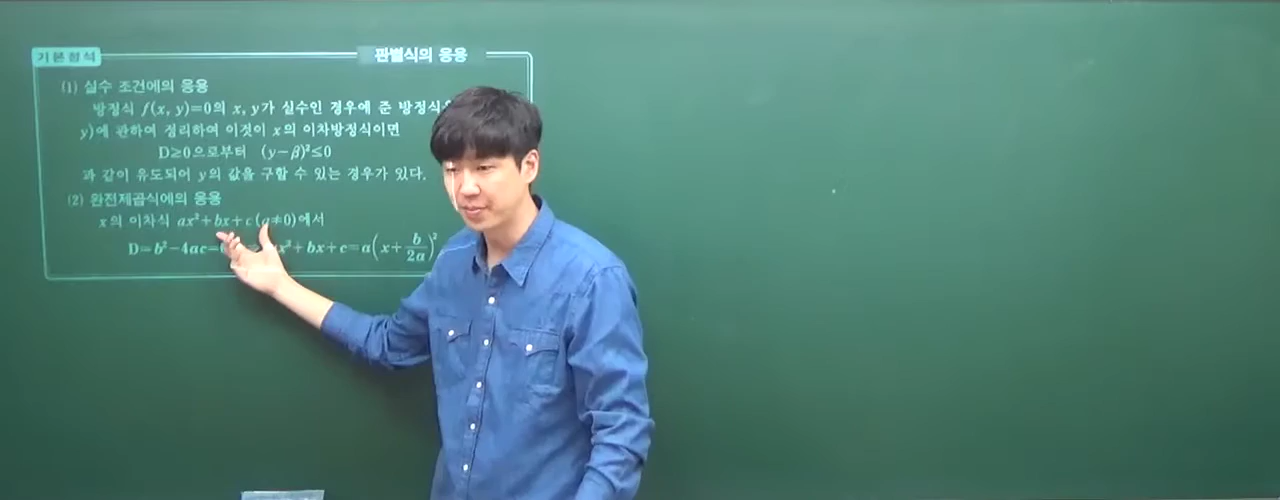 기본정석
판별식의 응용
(1) 실수 조건에의 응용
방정식 f(x, y)=0의 x, y가 실수인 경우에 준 방정식을
y)에 관하여 정리하여 이것이 x의 이차방정식이면
D≥0으로부터 (y-β)²≤0
과 같이 유도되어 y의 값을 구할 수 있는 경우가 있다.
(2) 완전제곱식에의 응용
x의 이차식 ax²+bx+c(a≠0)에서
D=b²-4ac= x²+bx+c=a(x+b/2a)²